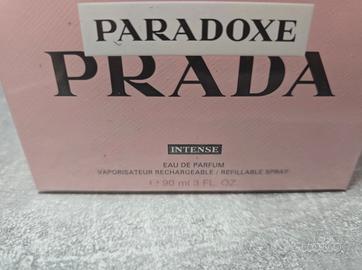 PARADOXE
PRADA
INTENSE
EAU DE PARFUM
VAPORISATEUR RECHARGEABLE / REFILLABLE SPRAY
90 ml 3 FL. OZ.